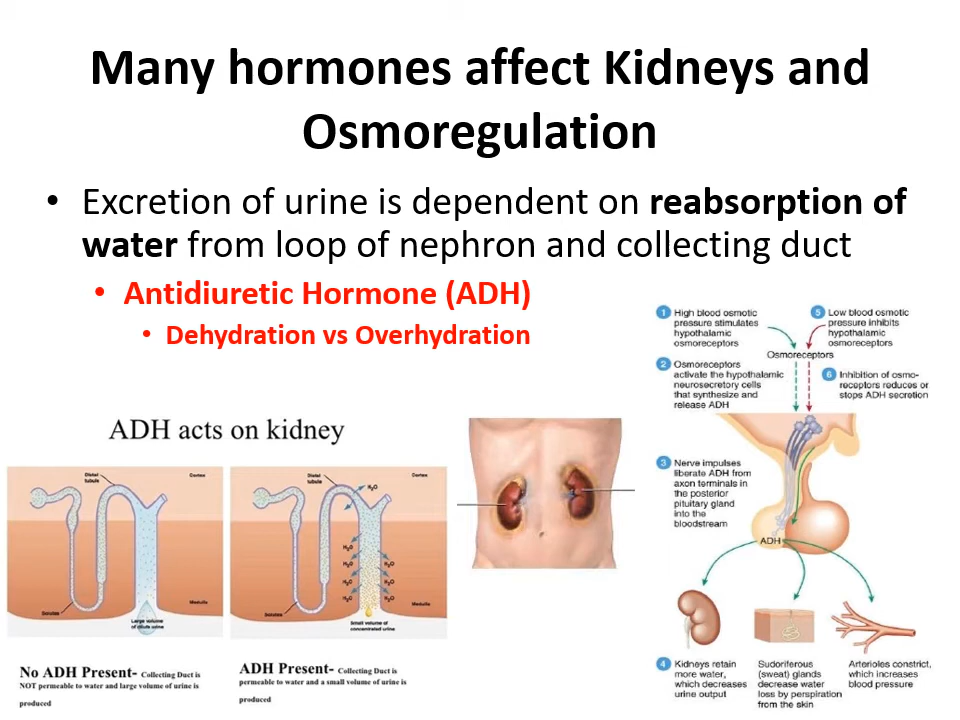 Many hormones affect Kidneys and
Osmoregulation
• Excretion of urine is dependent on reabsorption of
water from loop of nephron and collecting duct
• Antidiuretic Hormone (ADH)
• Dehydration vs Overhydration
ADH acts on kidney
Distal
tubule
Cortex
Solutes
Medulla
Large volume
of dilute urine
No ADH Present- Collecting Duct is
NOT permeable to water and large volume of urine is
produced
Distal
tubule
Cortex
H₂O
H₂O
H₂O
H₂O
H₂O
H₂O
H₂O
H₂O
H₂O
Solutes
Medulla
Small volume of
concentrated urine
ADH Present- Collecting Duct is
permeable to water and a small volume of urine is
produced
1 High blood osmotic
pressure stimulates
hypothalamic
osmoreceptors
5 Low blood osmotic
pressure inhibits
hypothalamic
osmoreceptors
Osmoreceptors
2 Osmoreceptors
activate the hypothalamic
neurosecretory cells
that synthesize and
release ADH
6 Inhibition of osmo-
receptors reduces or
stops ADH secretion
3 Nerve impulses
liberate ADH from
axon terminals in
the posterior
pituitary gland
into the
bloodstream
ADH
4 Kidneys retain
more water,
which decreases
urine output
Sudoriferous
(sweat) glands
decrease water
loss by perspiration
from the skin
Arterioles constrict,
which increases
blood pressure